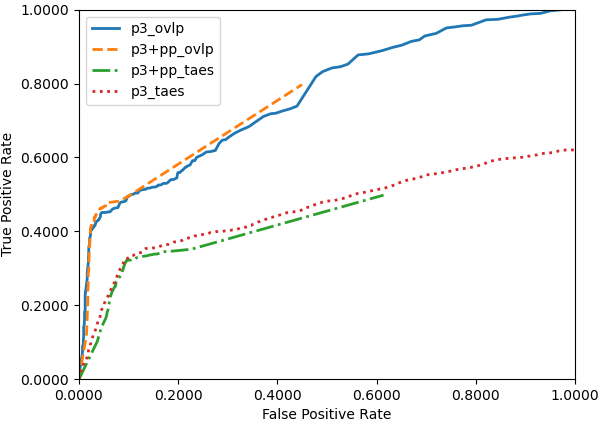 1.0000
0.8000
0.6000
0.4000
0.2000
0.0000
True Positive Rate
p3_ovlp
p3+pp_ovlp
p3+pp_taes
p3_taes
0.0000 0.2000 0.4000 0.6000 0.8000 1.0000
False Positive Rate